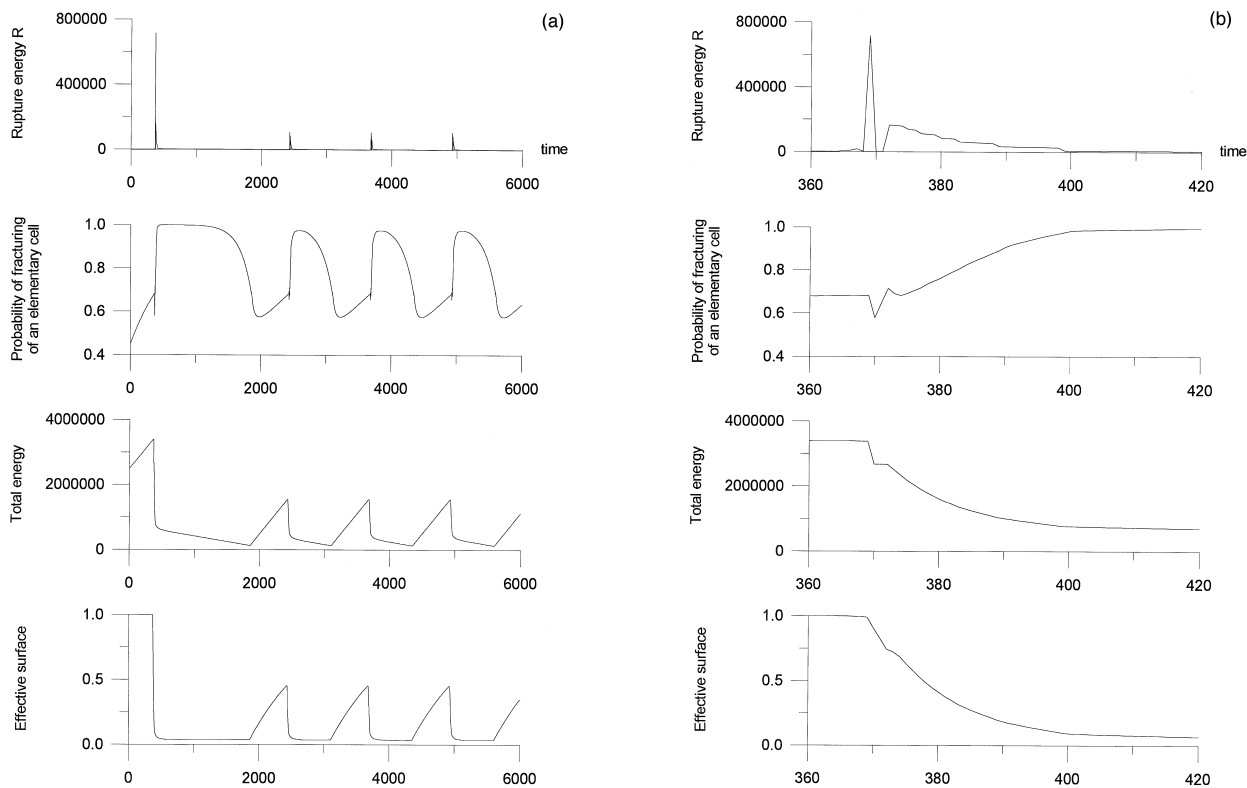 (a)
Rupture energy R
800000
400000
0
time
0 2000 4000 6000
Probability of fracturing
of an elementary cell
1.0
0.8
0.6
0.4
0 2000 4000 6000
Total energy
4000000
2000000
0
0 2000 4000 6000
Effective surface
1.0
0.5
0.0
0 2000 4000 6000
(b)
Rupture energy R
800000
400000
0
time
360 380 400 420
Probability of fracturing
of an elementary cell
1.0
0.8
0.6
0.4
360 380 400 420
Total energy
4000000
2000000
0
360 380 400 420
Effective surface
1.0
0.5
0.0
360 380 400 420